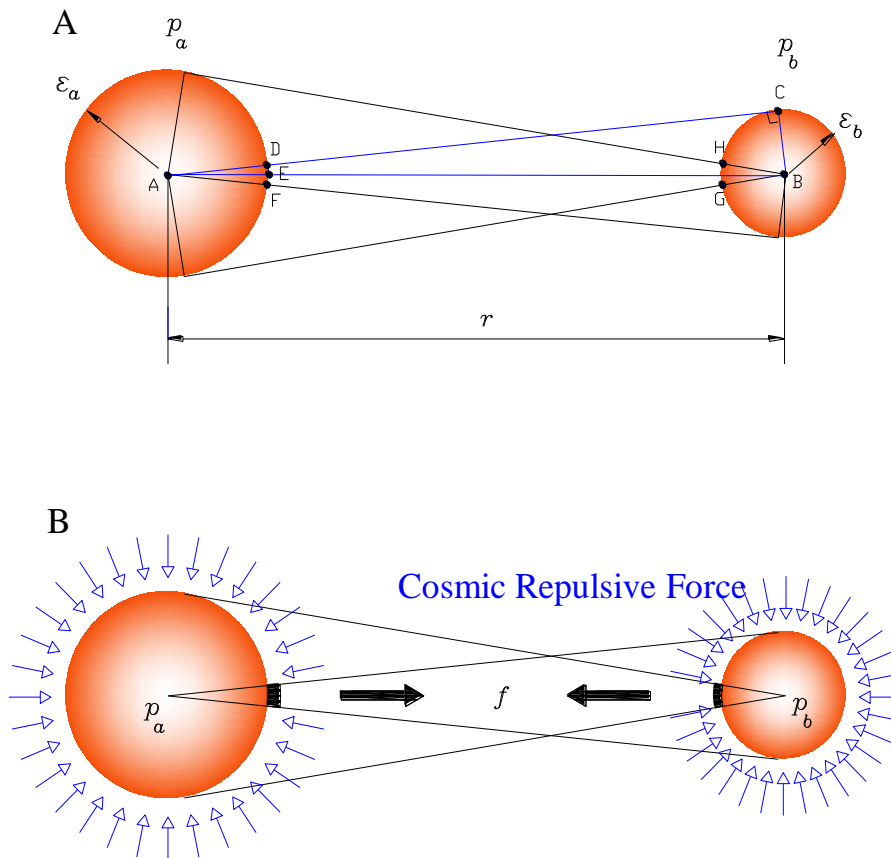 A
p_a
p_b
ε_a
C
ε_b
D
H
A
E
B
F
G
r
B
Cosmic Repulsive Force
p_a
f
p_b